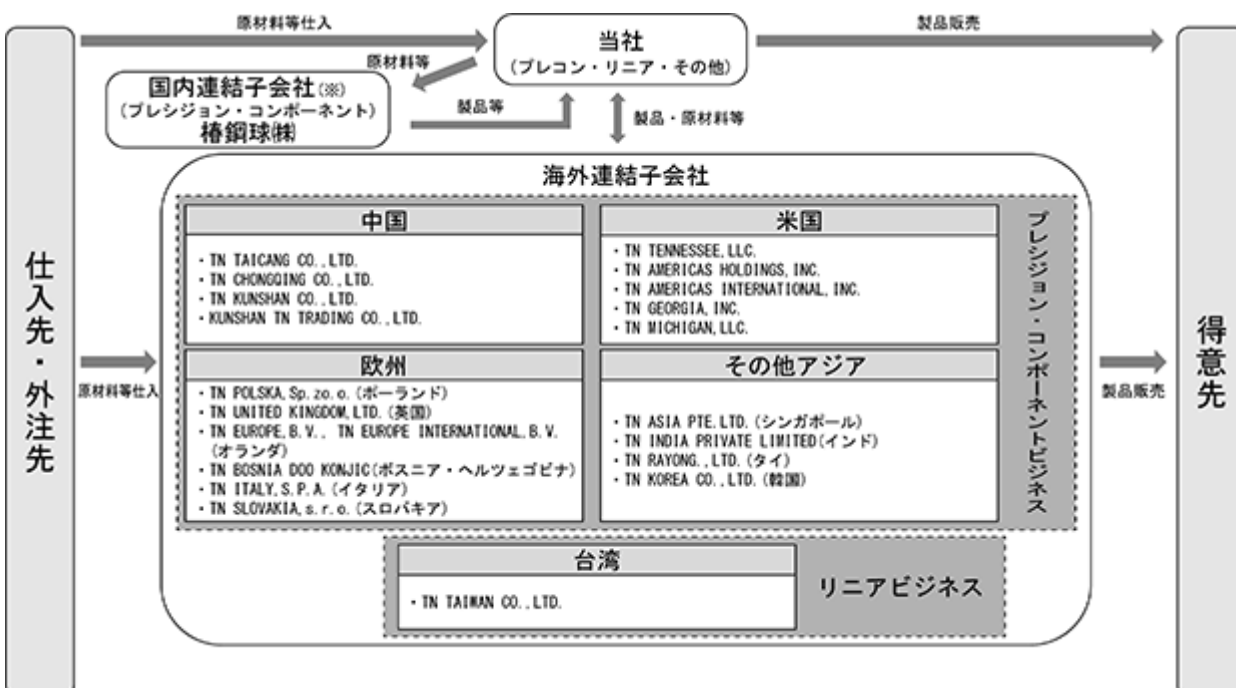 原材料等仕入
製品販売
当社
(プレコン・リニア・その他)
原材料等
国内連結子会社(※)
(プレシジョン・コンポーネント)
椿鋼球㈱
製品等
製品・原材料等
海外連結子会社
仕入先・外注先
原材料等仕入
中国
・TN TAICANG CO.,LTD.
・TN CHONGQING CO.,LTD.
・TN KUNSHAN CO.,LTD.
・KUNSHAN TN TRADING CO.,LTD.
米国
・TN TENNESSEE,LLC.
・TN AMERICAS HOLDINGS,INC.
・TN AMERICAS INTERNATIONAL,INC.
・TN GEORGIA,INC.
・TN MICHIGAN,LLC.
欧州
・TN POLSKA,Sp.zo.o.(ポーランド)
・TN UNITED KINGDOM,LTD.(英国)
・TN EUROPE,B.V., TN EUROPE INTERNATIONAL,B.V.
(オランダ)
・TN BOSNIA DOO KONJIC(ボスニア・ヘルツェゴビナ)
・TN ITALY,S.P.A.(イタリア)
・TN SLOVAKIA,s.r.o.(スロバキア)
その他アジア
・TN ASIA PTE.LTD.(シンガポール)
・TN INDIA PRIVATE LIMITED(インド)
・TN RAYONG.,LTD.(タイ)
・TN KOREA CO.,LTD.(韓国)
プレシジョン・コンポーネントビジネス
台湾
・TN TAIWAN CO.,LTD.
リニアビジネス
製品販売
得意先